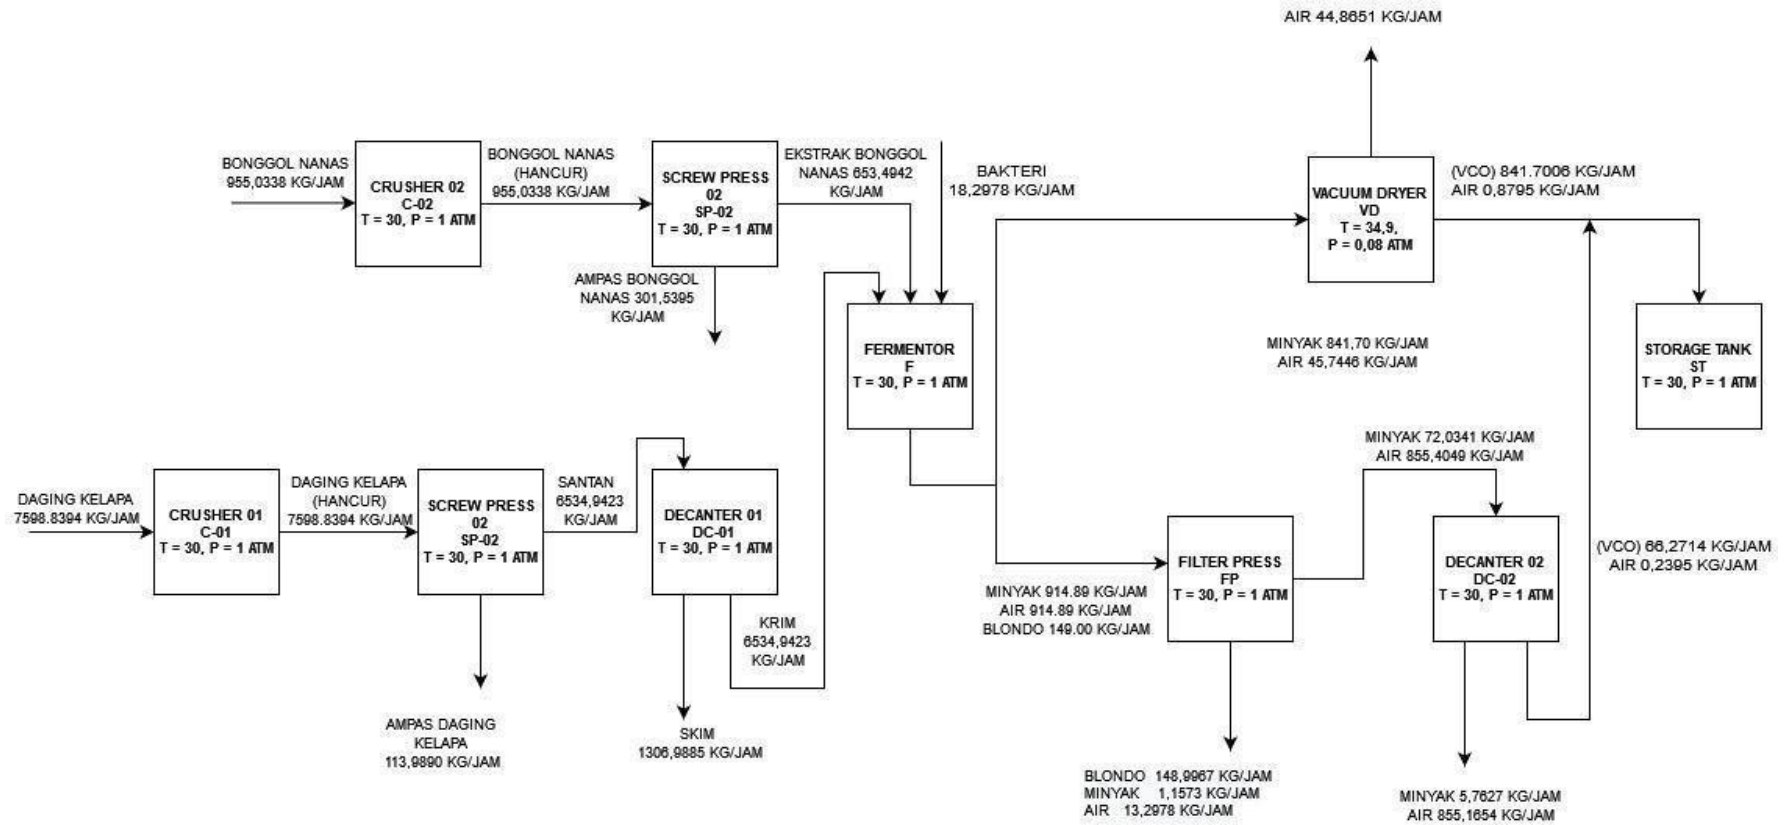 AIR 44,8651 KG/JAM
BONGGOL NANAS
955,0338 KG/JAM
CRUSHER 02
C-02
T = 30, P = 1 ATM
BONGGOL NANAS
(HANCUR)
955,0338 KG/JAM
SCREW PRESS
02
SP-02
T = 30, P = 1 ATM
EKSTRAK BONGGOL
NANAS 653,4942
KG/JAM
BAKTERI
18,2978 KG/JAM
VACUUM DRYER
VD
T = 34,9,
P = 0,08 ATM
(VCO) 841.7006 KG/JAM
AIR 0,8795 KG/JAM
AMPAS BONGGOL
NANAS 301,5395
KG/JAM
FERMENTOR
F
T = 30, P = 1 ATM
MINYAK 841,70 KG/JAM
AIR 45,7446 KG/JAM
STORAGE TANK
ST
T = 30, P = 1 ATM
DAGING KELAPA
7598.8394 KG/JAM
CRUSHER 01
C-01
T = 30, P = 1 ATM
DAGING KELAPA
(HANCUR)
7598.8394 KG/JAM
SCREW PRESS
02
SP-02
T = 30, P = 1 ATM
SANTAN
6534,9423
KG/JAM
DECANTER 01
DC-01
T = 30, P = 1 ATM
MINYAK 72,0341 KG/JAM
AIR 855,4049 KG/JAM
FILTER PRESS
FP
T = 30, P = 1 ATM
DECANTER 02
DC-02
T = 30, P = 1 ATM
(VCO) 66,2714 KG/JAM
AIR 0,2395 KG/JAM
MINYAK 914.89 KG/JAM
AIR 914.89 KG/JAM
BLONDO 149.00 KG/JAM
KRIM
6534,9423
KG/JAM
AMPAS DAGING
KELAPA
113,9890 KG/JAM
SKIM
1306,9885 KG/JAM
BLONDO 148,9967 KG/JAM
MINYAK 1,1573 KG/JAM
AIR 13,2978 KG/JAM
MINYAK 5,7627 KG/JAM
AIR 855,1654 KG/JAM